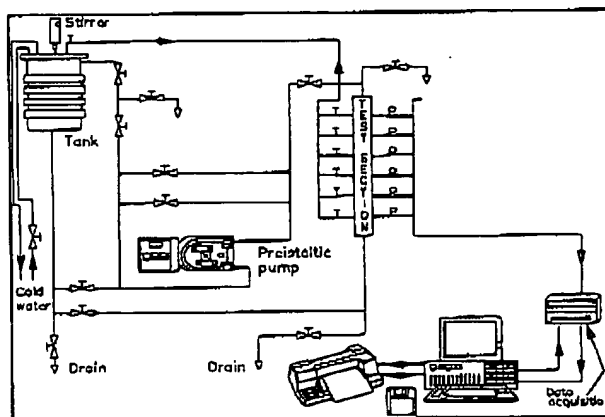 Stirrer
T
T
TEST SECTION
Tank
T P
T P
T P
T P
T P
T P
Preistaltic
pump
Cold
water
Drain
Drain
Data
acquisitio